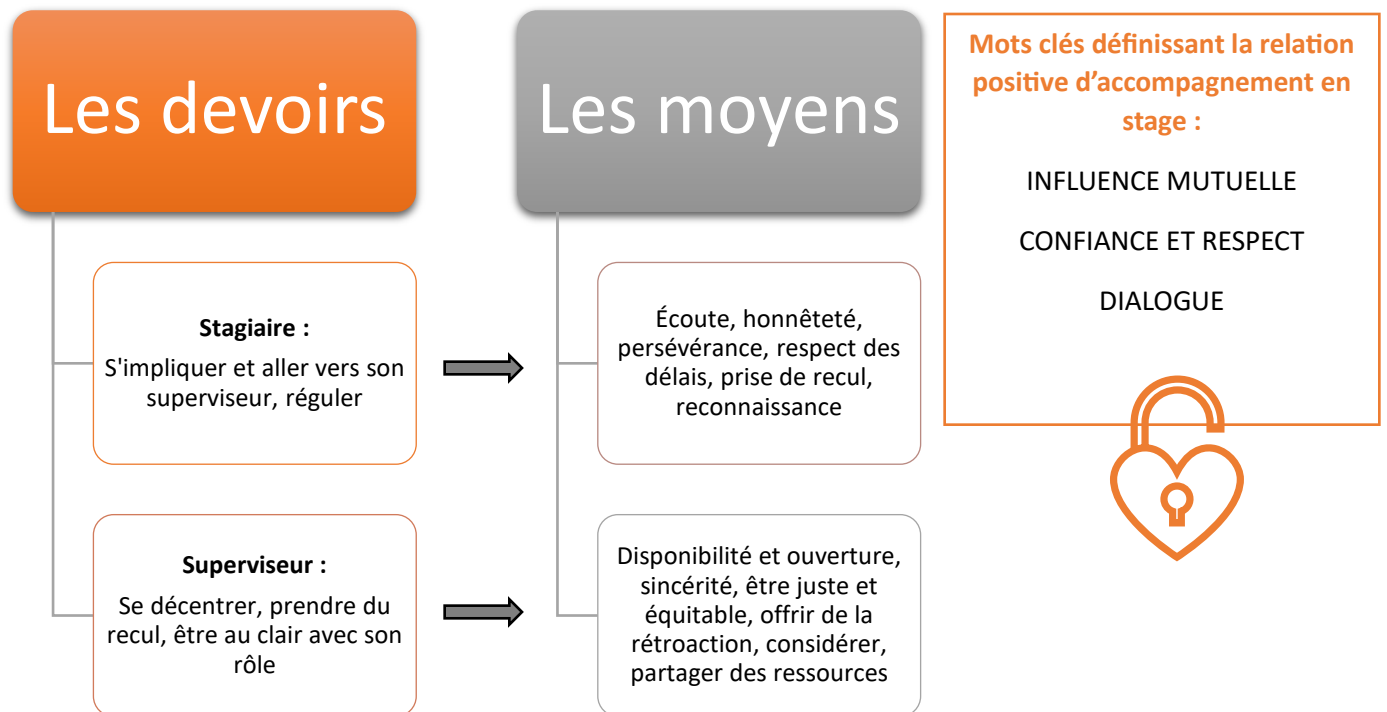 Les devoirs
Stagiaire :
S'impliquer et aller vers son
superviseur, réguler
Superviseur :
Se décentrer, prendre du
recul, être au clair avec son
rôle
Les moyens
Écoute, honnêteté,
persévérance, respect des
délais, prise de recul,
reconnaissance
Disponibilité et ouverture,
sincérité, être juste et
équitable, offrir de la
rétroaction, considérer,
partager des ressources
Mots clés définissant la relation
positive d’accompagnement en
stage :
INFLUENCE MUTUELLE
CONFIANCE ET RESPECT
DIALOGUE